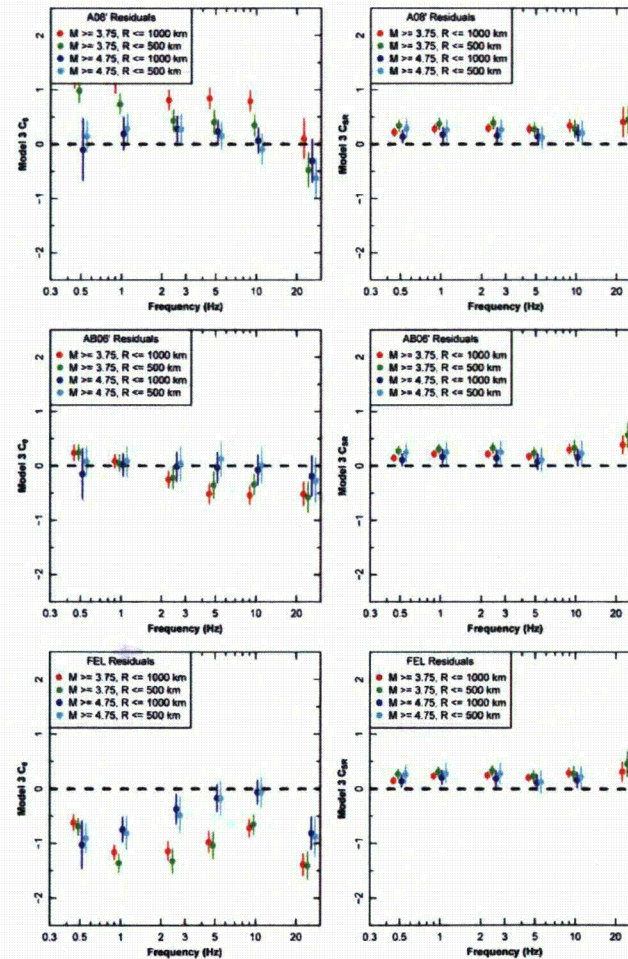 A08' Residuals
M >= 3.75, R <= 1000 km
M >= 3.75, R <= 500 km
M >= 4.75, R <= 1000 km
M >= 4.75, R <= 500 km
Model 3 C0
2
1
0
-1
-2
0.3 0.5 1 2 3 4 5 10 20
Frequency (Hz)
A08' Residuals
M >= 3.75, R <= 1000 km
M >= 3.75, R <= 500 km
M >= 4.75, R <= 1000 km
M >= 4.75, R <= 500 km
Model 3 CSR
2
1
0
-1
-2
0.3 0.5 1 2 3 4 5 10 20
Frequency (Hz)
AB06' Residuals
M >= 3.75, R <= 1000 km
M >= 3.75, R <= 500 km
M >= 4.75, R <= 1000 km
M >= 4.75, R <= 500 km
Model 3 C0
2
1
0
-1
-2
0.3 0.5 1 2 3 4 5 10 20
Frequency (Hz)
AB06' Residuals
M >= 3.75, R <= 1000 km
M >= 3.75, R <= 500 km
M >= 4.75, R <= 1000 km
M >= 4.75, R <= 500 km
Model 3 CSR
2
1
0
-1
-2
0.3 0.5 1 2 3 4 5 10 20
Frequency (Hz)
FEL Residuals
M >= 3.75, R <= 1000 km
M >= 3.75, R <= 500 km
M >= 4.75, R <= 1000 km
M >= 4.75, R <= 500 km
Model 3 C0
2
1
0
-1
-2
0.3 0.5 1 2 3 4 5 10 20
Frequency (Hz)
FEL Residuals
M >= 3.75, R <= 1000 km
M >= 3.75, R <= 500 km
M >= 4.75, R <= 1000 km
M >= 4.75, R <= 500 km
Model 3 CSR
2
1
0
-1
-2
0.3 0.5 1 2 3 4 5 10 20
Frequency (Hz)